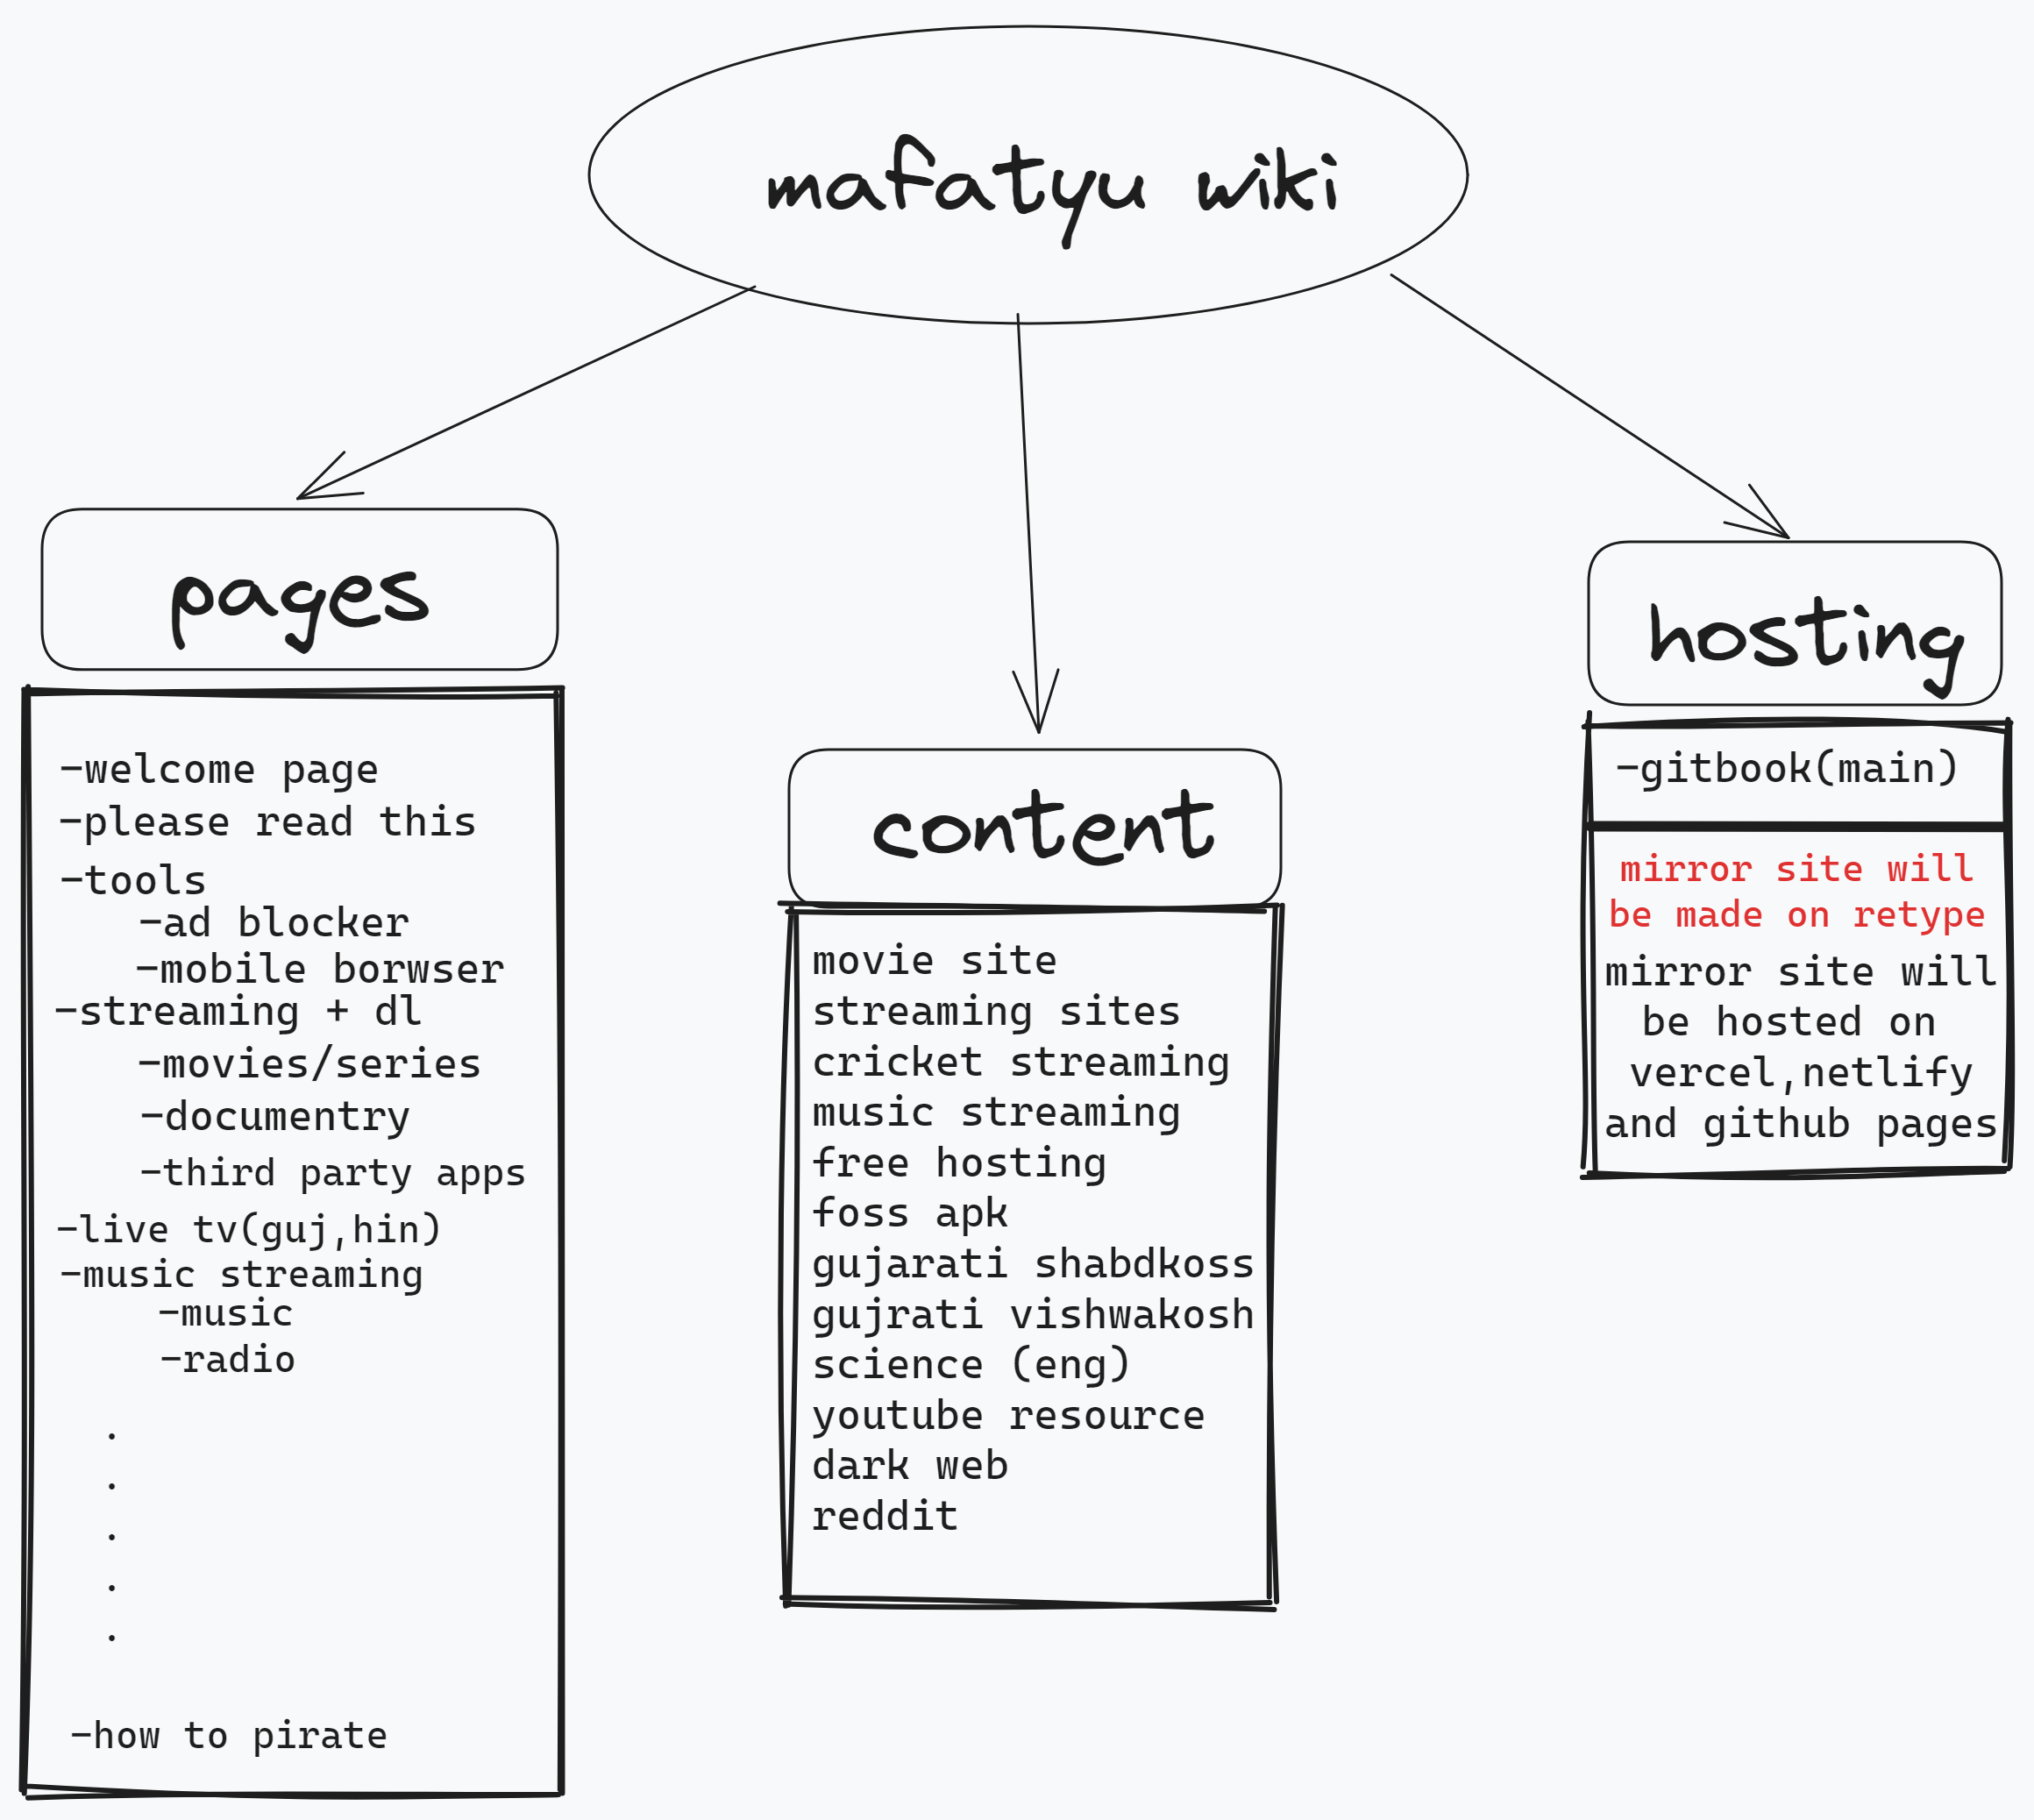 mafatyu wiki
pages
-welcome page
-please read this
-tools
-ad blocker
-mobile borwser
-streaming + dl
-movies/series
-documentry
-third party apps
-live tv(guj,hin)
-music streaming
-music
-radio
.
.
.
.
.
-how to pirate
content
movie site
streaming sites
cricket streaming
music streaming
free hosting
foss apk
gujarati shabdkoss
gujrati vishwakosh
science (eng)
youtube resource
dark web
reddit
hosting
-gitbook(main)
mirror site will
be made on retype
mirror site will
be hosted on
vercel,netlify
and github pages